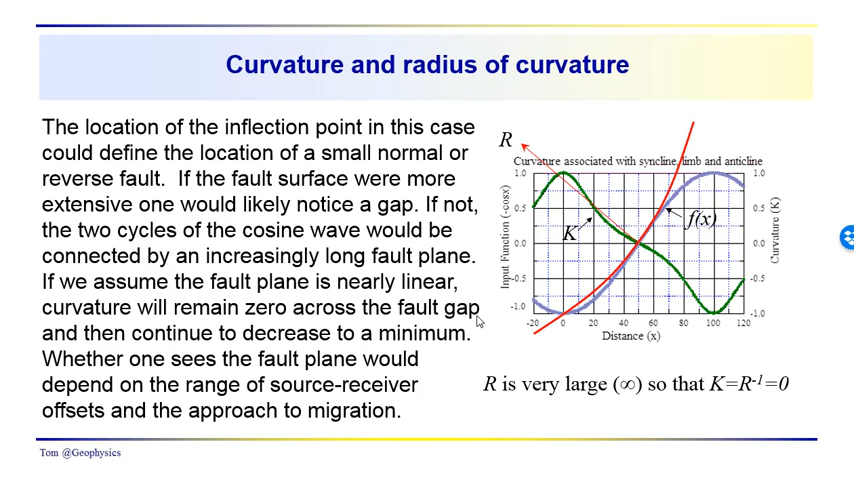 Curvature and radius of curvature
The location of the inflection point in this case
could define the location of a small normal or
reverse fault.  If the fault surface were more
extensive one would likely notice a gap. If not,
the two cycles of the cosine wave would be
connected by an increasingly long fault plane.
If we assume the fault plane is nearly linear,
curvature will remain zero across the fault gap
and then continue to decrease to a minimum.
Whether one sees the fault plane would
depend on the range of source-receiver
offsets and the approach to migration.
R
Curvature associated with syncline, limb and anticline
Input Function (-cosx)
1.0
0.5
0.0
-0.5
-1.0
K
f(x)
1.0
0.5
0.0
-0.5
-1.0
Curvature (K)
-20 0 20 40 60 80 100 120
Distance (x)
R is very large (∞) so that K=R⁻¹=0
Tom @Geophysics